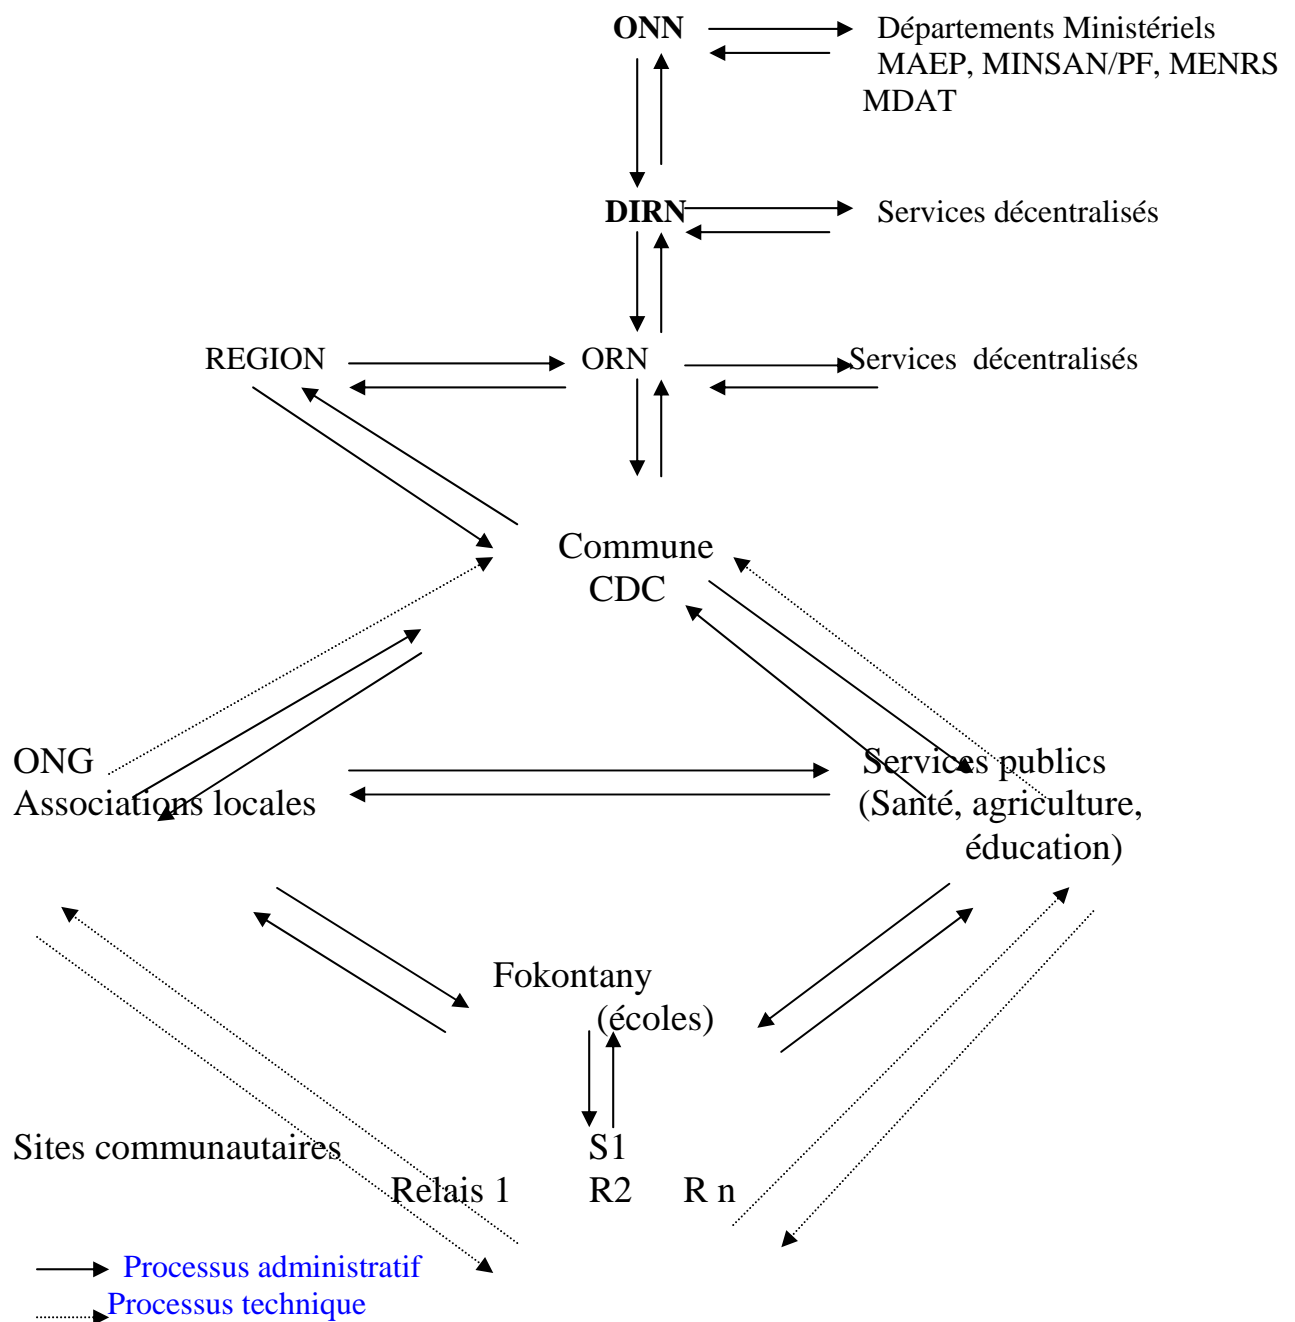 ONN Départements Ministériels
MAEP, MINSAN/PF, MENRS
MDAT
DIRN Services décentralisés
REGION ORN Services décentralisés
Commune
CDC
ONG Services publics
Associations locales (Santé, agriculture,
éducation)
Fokontany
(écoles)
Sites communautaires S1
Relais 1 R2 R n
Processus administratif
Processus technique